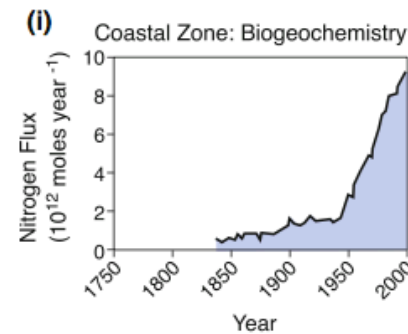 (i)
Coastal Zone: Biogeochemistry
Nitrogen Flux
(10¹² moles year ⁻¹)
10
8
6
4
2
0
1750
1800
1850
1900
1950
2000
Year